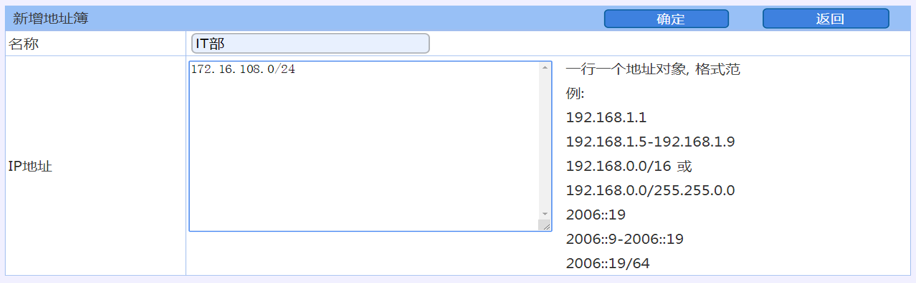 新增地址簿 确定 返回
名称 IT部
172.16.108.0/24
一行一个地址对象, 格式范
例:
192.168.1.1
192.168.1.5-192.168.1.9
IP地址
192.168.0.0/16 或
192.168.0.0/255.255.0.0
2006::19
2006::9-2006::19
2006::19/64